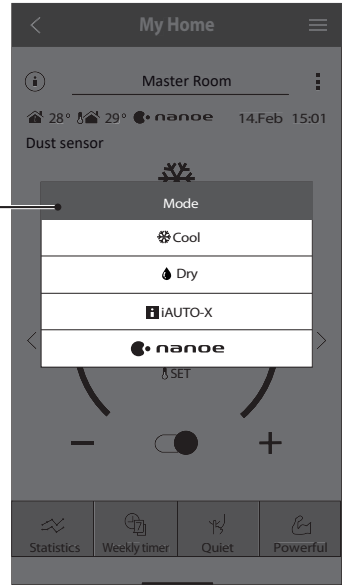 My Home
Master Room
28° 29° nanoe 14.Feb 15:01
Dust sensor
Mode
Cool
Dry
iAUTO-X
nanoe
SET
Statistics Weekly timer Quiet Powerful